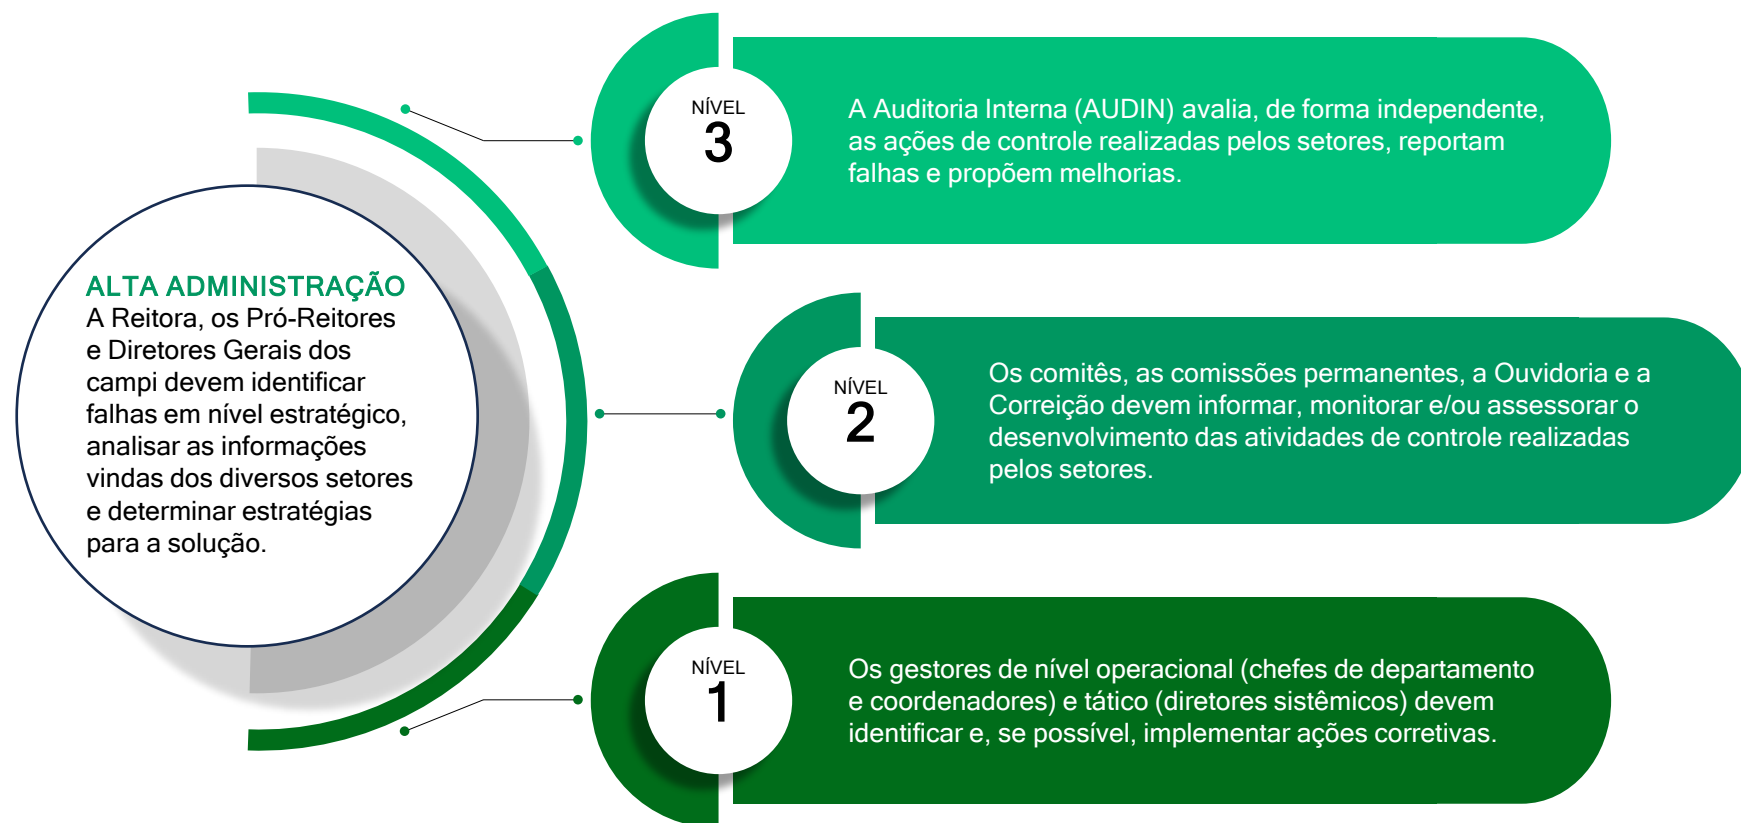 ALTA ADMINISTRAÇÃO
A Reitora, os Pró-Reitores
e Diretores Gerais dos
campi devem identificar
falhas em nível estratégico,
analisar as informações
vindas dos diversos setores
e determinar estratégias
para a solução.
NÍVEL
3
A Auditoria Interna (AUDIN) avalia, de forma independente,
as ações de controle realizadas pelos setores, reportam
falhas e propõem melhorias.
NÍVEL
2
Os comitês, as comissões permanentes, a Ouvidoria e a
Correição devem informar, monitorar e/ou assessorar o
desenvolvimento das atividades de controle realizadas
pelos setores.
NÍVEL
1
Os gestores de nível operacional (chefes de departamento
e coordenadores) e tático (diretores sistêmicos) devem
identificar e, se possível, implementar ações corretivas.